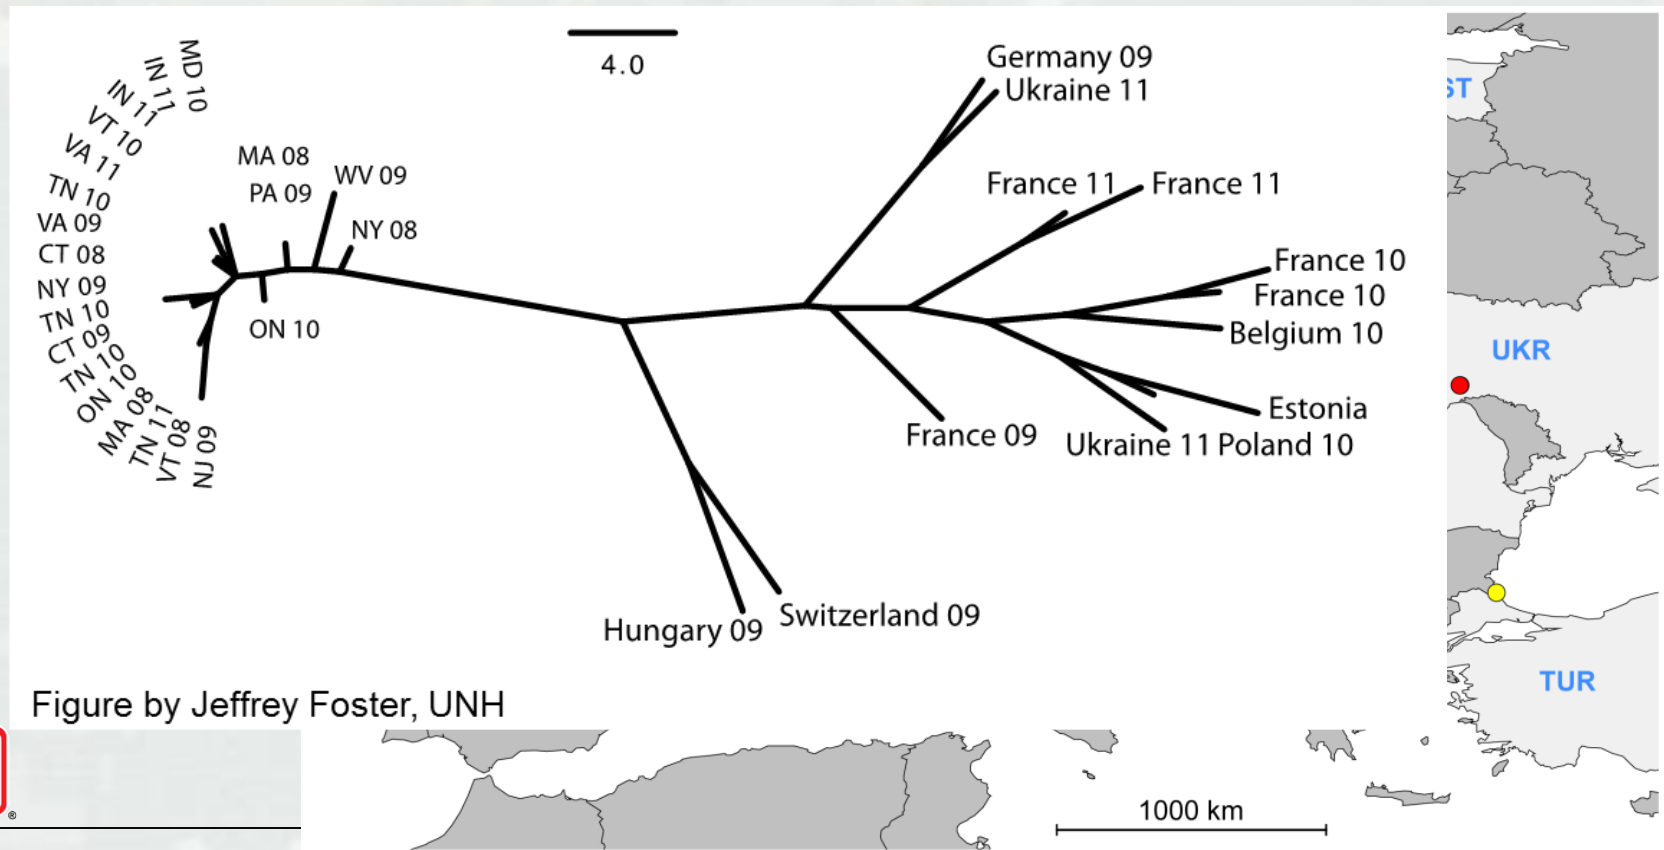 MD 10
IN 11
IN 11
VT 10
VA 11
TN 10
VA 09
CT 08
NY 09
TN 10
CT 09
TN 10
ON 10
MA 08
TN 11
VT 08
NJ 09
MA 08
PA 09
WV 09
NY 08
ON 10
4.0
Germany 09
Ukraine 11
France 11
France 11
France 10
France 10
Belgium 10
Estonia
Ukraine 11 Poland 10
France 09
Switzerland 09
Hungary 09
Figure by Jeffrey Foster, UNH
ST
UKR
TUR
1000 km
®